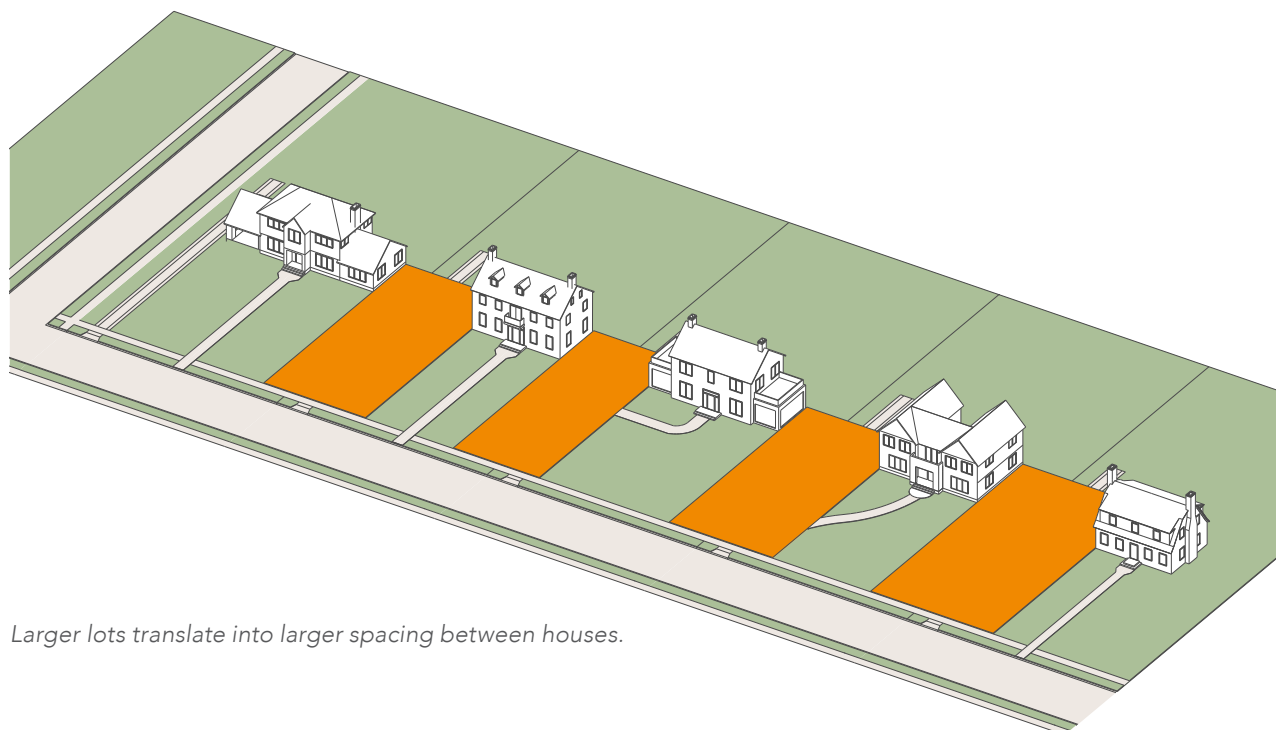 Larger lots translate into larger spacing between houses.